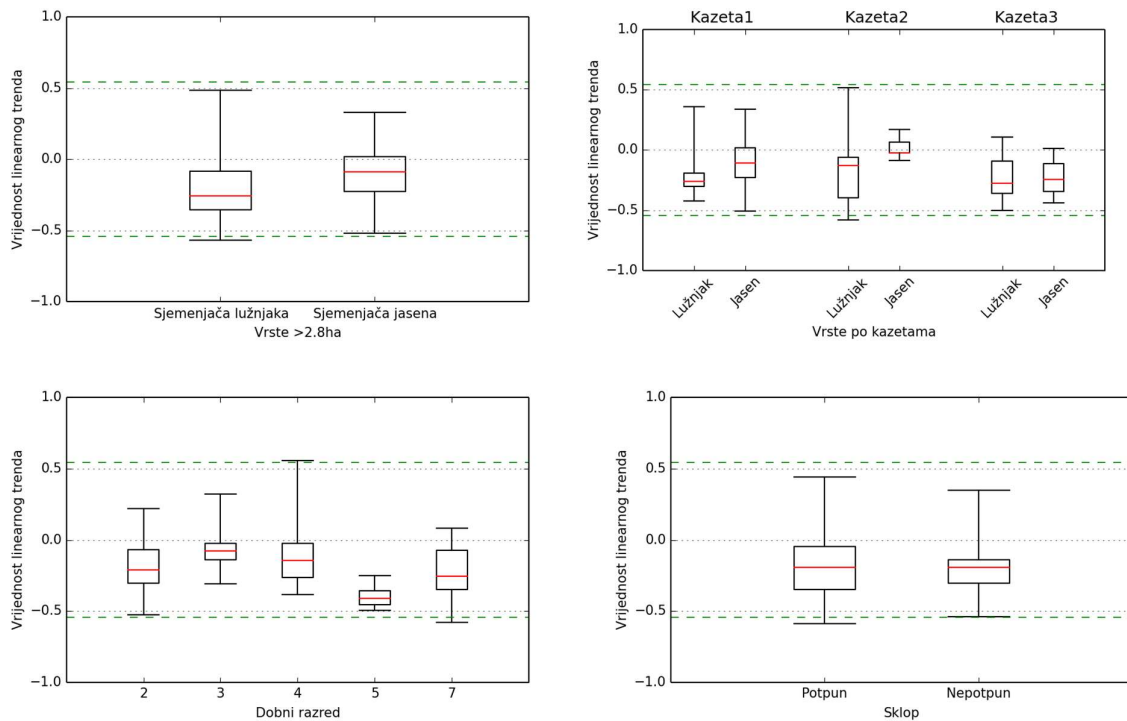 1.0
0.5
0.0
−0.5
−1.0
Vrijednost linearnog trenda
Sjemenjača lužnjaka Sjemenjača jasena
Vrste >2.8ha
Kazeta1 Kazeta2 Kazeta3
1.0
0.5
0.0
−0.5
−1.0
Vrijednost linearnog trenda
Lužnjak Jasen Lužnjak Jasen Lužnjak Jasen
Vrste po kazetama
1.0
0.5
0.0
−0.5
−1.0
Vrijednost linearnog trenda
2 3 4 5 7
Dobni razred
1.0
0.5
0.0
−0.5
−1.0
Vrijednost linearnog trenda
Potpun Nepotpun
Sklop